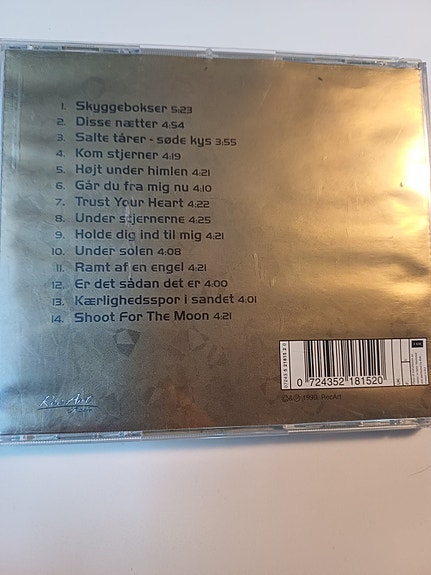 1. Skyggebokser 5:23
2. Disse nætter 4:54
3. Salte tårer - søde kys 3:55
4. Kom stjerner 4:19
5. Højt under himlen 4:21
6. Går du fra mig nu 4:10
7. Trust Your Heart 4:22
8. Under stjernerne 4:25
9. Holde dig ind til mig 4:21
10. Under solen 4:08
11. Ramt af en engel 4:21
12. Er det sådan det er 4:00
13. Kærlighedsspor i sandet 4:01
14. Shoot For The Moon 4:21
0 724352 181520
RecArt
©&℗ RecArt